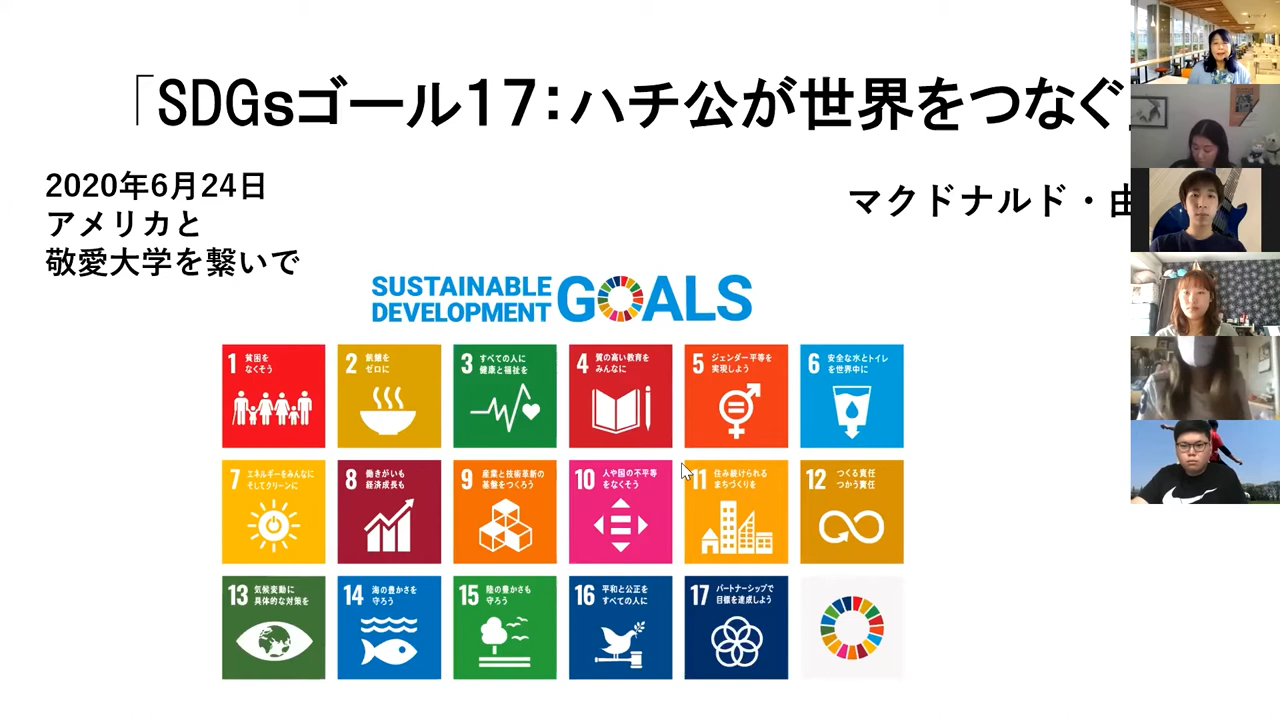 「SDGsゴール17：ハチ公が世界をつなぐ」
2020年6月24日
アメリカと
敬愛大学を繋いで
マクドナルド・由
SUSTAINABLE
DEVELOPMENT
GOALS
1 貧困を
なくそう
2 飢餓を
ゼロに
3 すべての人に
健康と福祉を
4 質の高い教育を
みんなに
5 ジェンダー平等を
実現しよう
6 安全な水とトイレ
を世界中に
7 エネルギーをみんなに
そしてクリーンに
8 働きがいも
経済成長も
9 産業と技術革新の
基盤をつくろう
10 人や国の不平等
をなくそう
11 住み続けられる
まちづくりを
12 つくる責任
つかう責任
13 気候変動に
具体的な対策を
14 海の豊かさを
守ろう
15 陸の豊かさも
守ろう
16 平和と公正を
すべての人に
17 パートナーシップで
目標を達成しよう